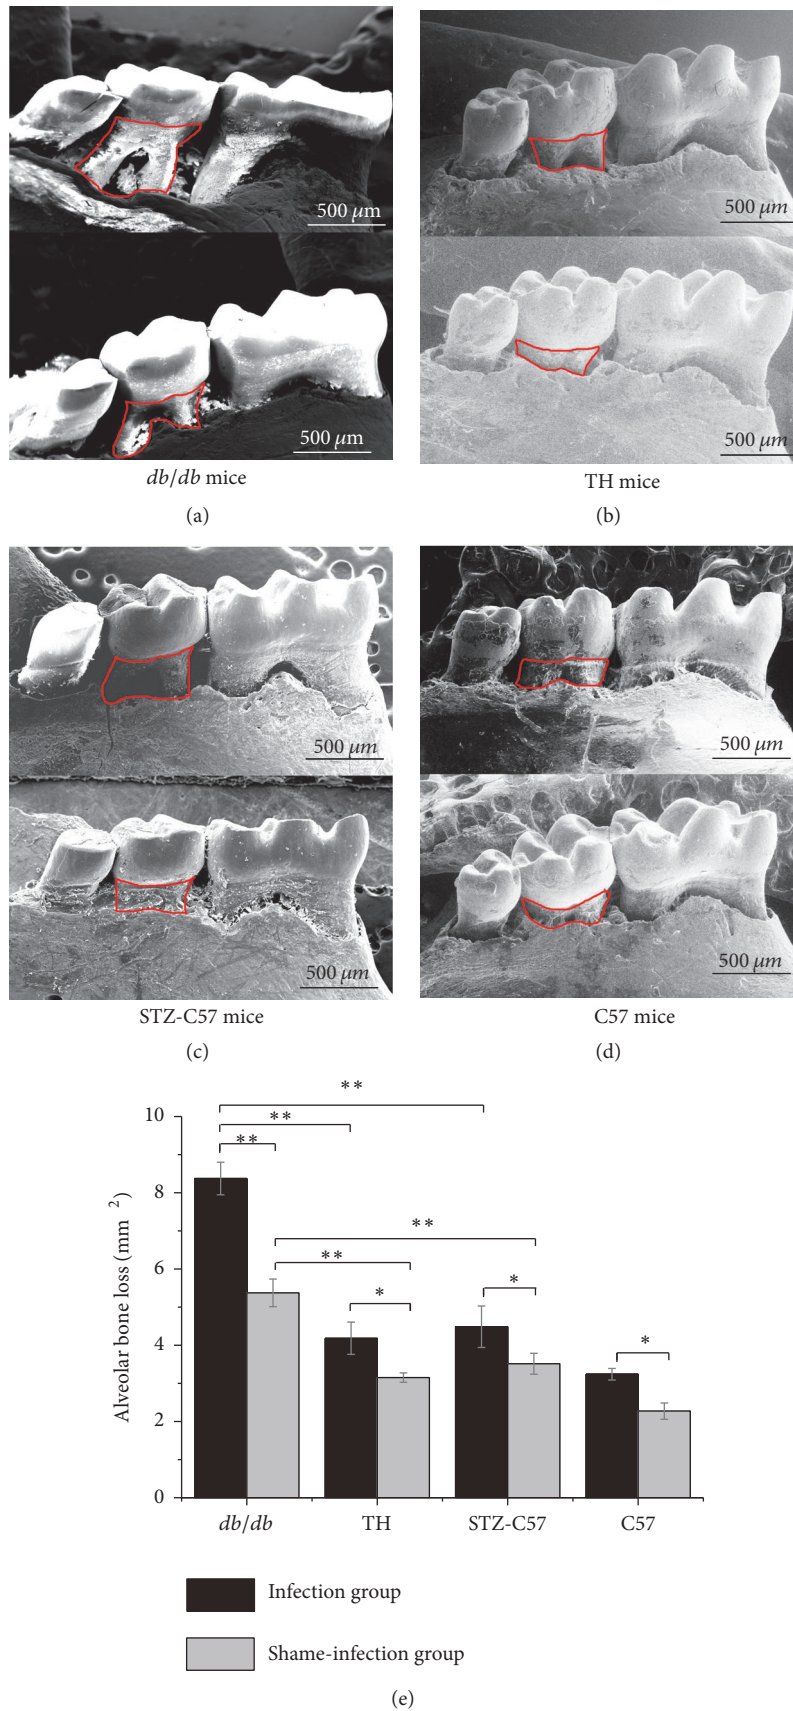 500 μm
500 μm
500 μm
500 μm
db/db mice
TH mice
(a)
(b)
500 μm
500 μm
500 μm
500 μm
STZ-C57 mice
C57 mice
(c)
(d)
Alveolar bone loss (mm²)
10
8
6
4
2
0
**
**
**
**
**
*
*
*
db/db
TH
STZ-C57
C57
Infection group
Shame-infection group
(e)